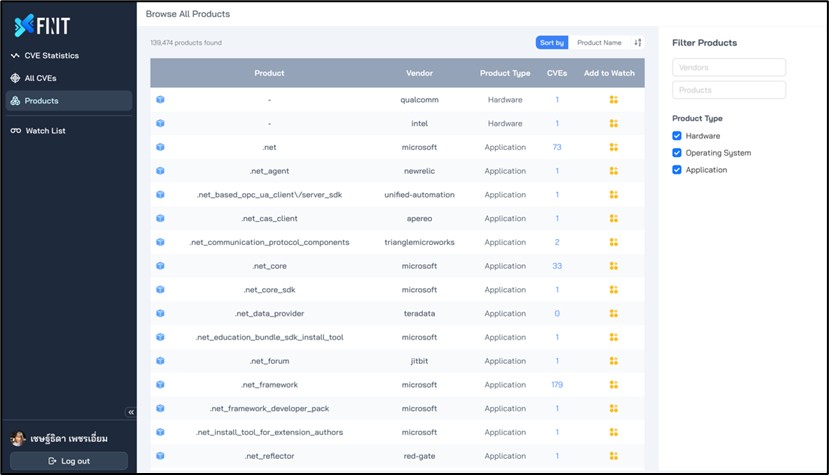 FNIT
CVE Statistics
All CVEs
Products
Watch List
«
เชษฐ์ธิดา เพชรเอี่ยม
Log out
Browse All Products
139,474 products found
Sort by Product Name
Product Vendor Product Type CVEs Add to Watch
- qualcomm Hardware 1
- intel Hardware 1
.net microsoft Application 73
.net_agent newrelic Application 1
.net_based_opc_ua_client\/server_sdk unified-automation Application 1
.net_cas_client apereo Application 1
.net_communication_protocol_components trianglemicroworks Application 2
.net_core microsoft Application 33
.net_core_sdk microsoft Application 1
.net_data_provider teradata Application 0
.net_education_bundle_sdk_install_tool microsoft Application 1
.net_forum jitbit Application 1
.net_framework microsoft Application 179
.net_framework_developer_pack microsoft Application 1
.net_install_tool_for_extension_authors microsoft Application 1
.net_reflector red-gate Application 1
Filter Products
Vendors
Products
Product Type
Hardware
Operating System
Application